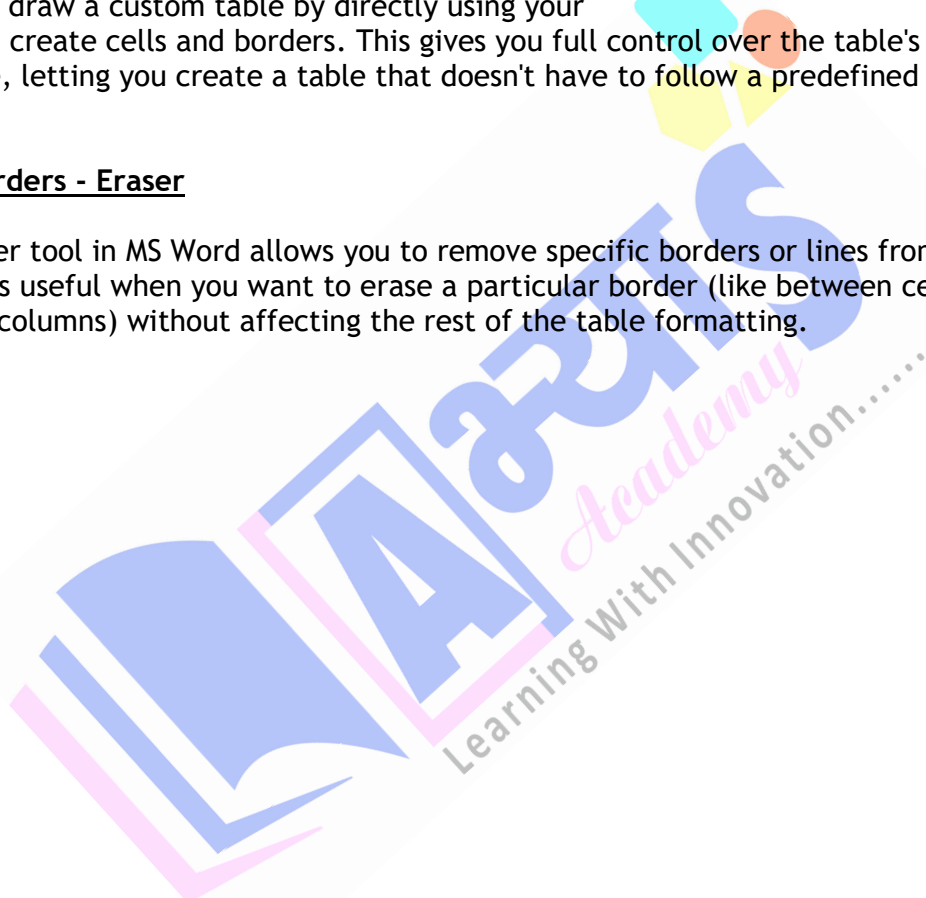 draw a custom table by directly using your
create cells and borders. This gives you full control over the table's
, letting you create a table that doesn't have to follow a predefined
rders - Eraser
er tool in MS Word allows you to remove specific borders or lines from
s useful when you want to erase a particular border (like between ce
columns) without affecting the rest of the table formatting.
Aभ्यास
Academy
Learning With Innovation......